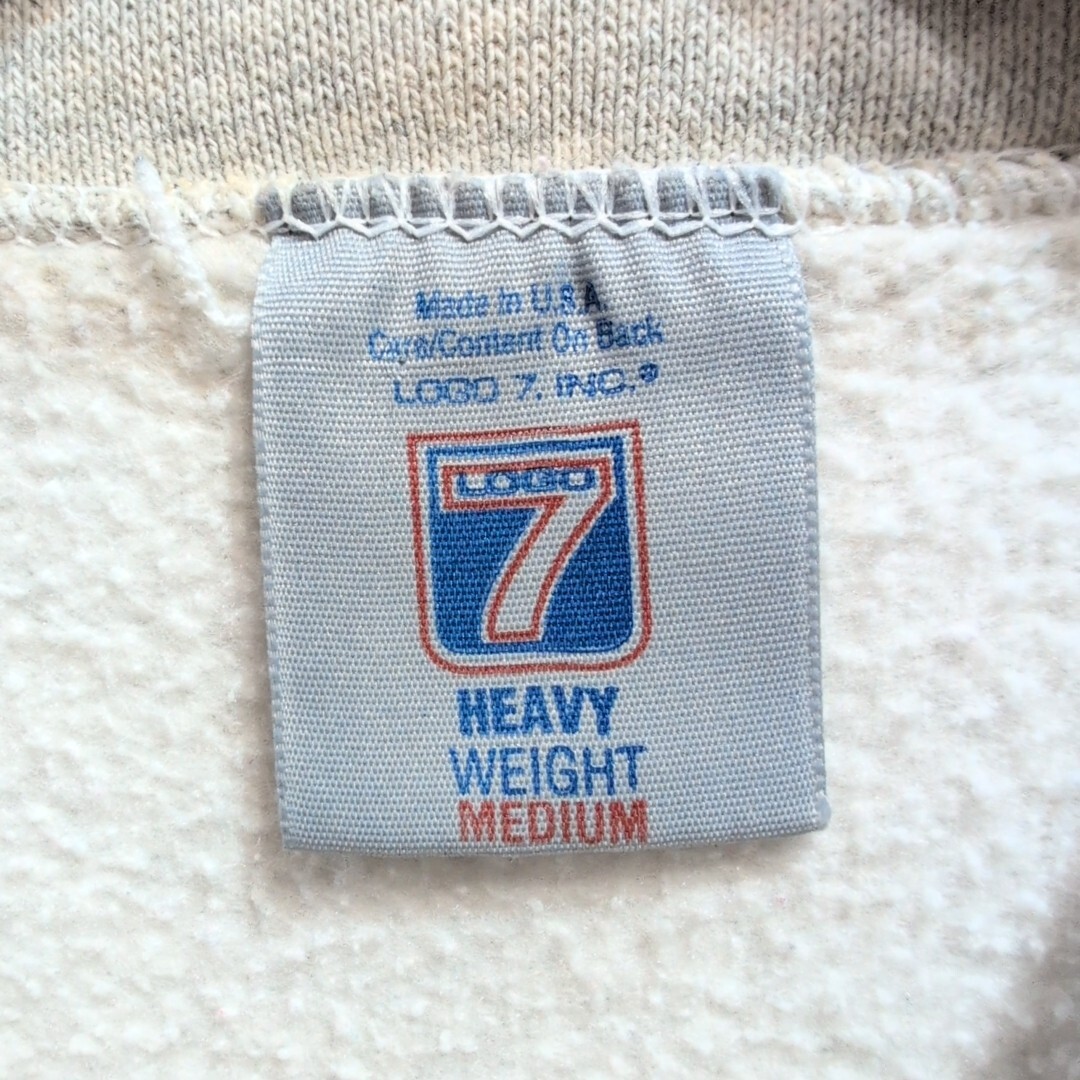 Made In U.S.A.
Care/Content On Back
LOGO 7, INC.®
LOGO
7
HEAVY
WEIGHT
MEDIUM